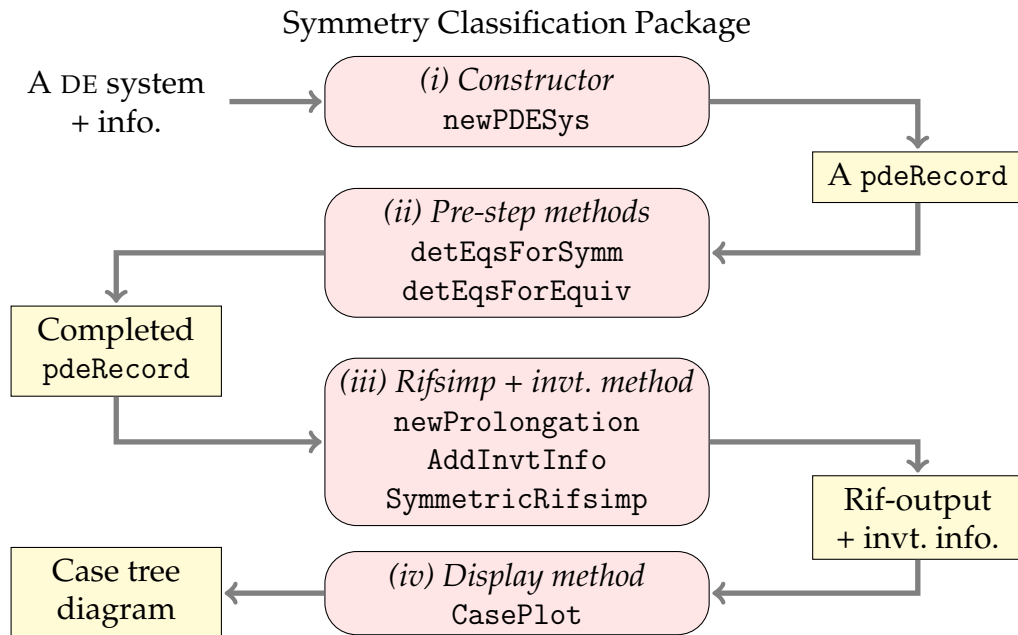 Symmetry Classification Package
A DE system
+ info.
(i) Constructor
newPDESys
A pdeRecord
(ii) Pre-step methods
detEqsForSymm
detEqsForEquiv
Completed
pdeRecord
(iii) Rifsimp + invt. method
newProlongation
AddInvtInfo
SymmetricRifsimp
Rif-output
+ invt. info.
(iv) Display method
CasePlot
Case tree
diagram